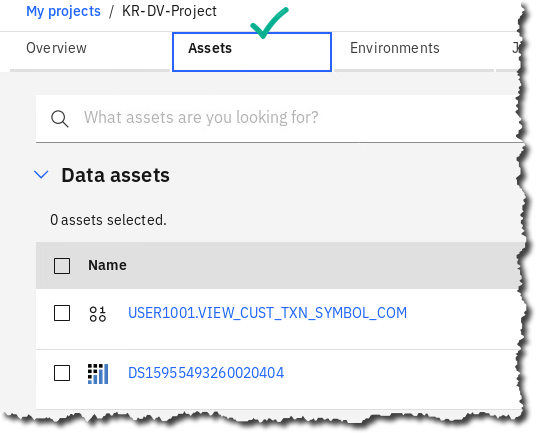 My projects / KR-DV-Project
Overview Assets Environments J
What assets are you looking for?
Data assets
0 assets selected.
Name
USER1001.VIEW_CUST_TXN_SYMBOL_COM
DS15955493260020404